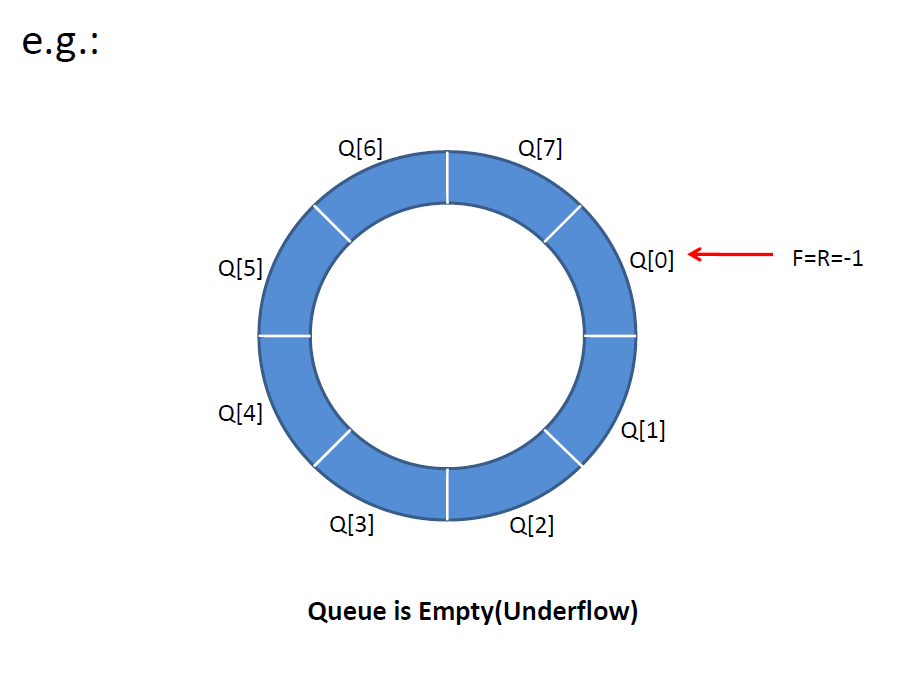 e.g.:
Q[6]
Q[7]
Q[5]
Q[0]
F=R=-1
Q[4]
Q[1]
Q[3]
Q[2]
Queue is Empty(Underflow)